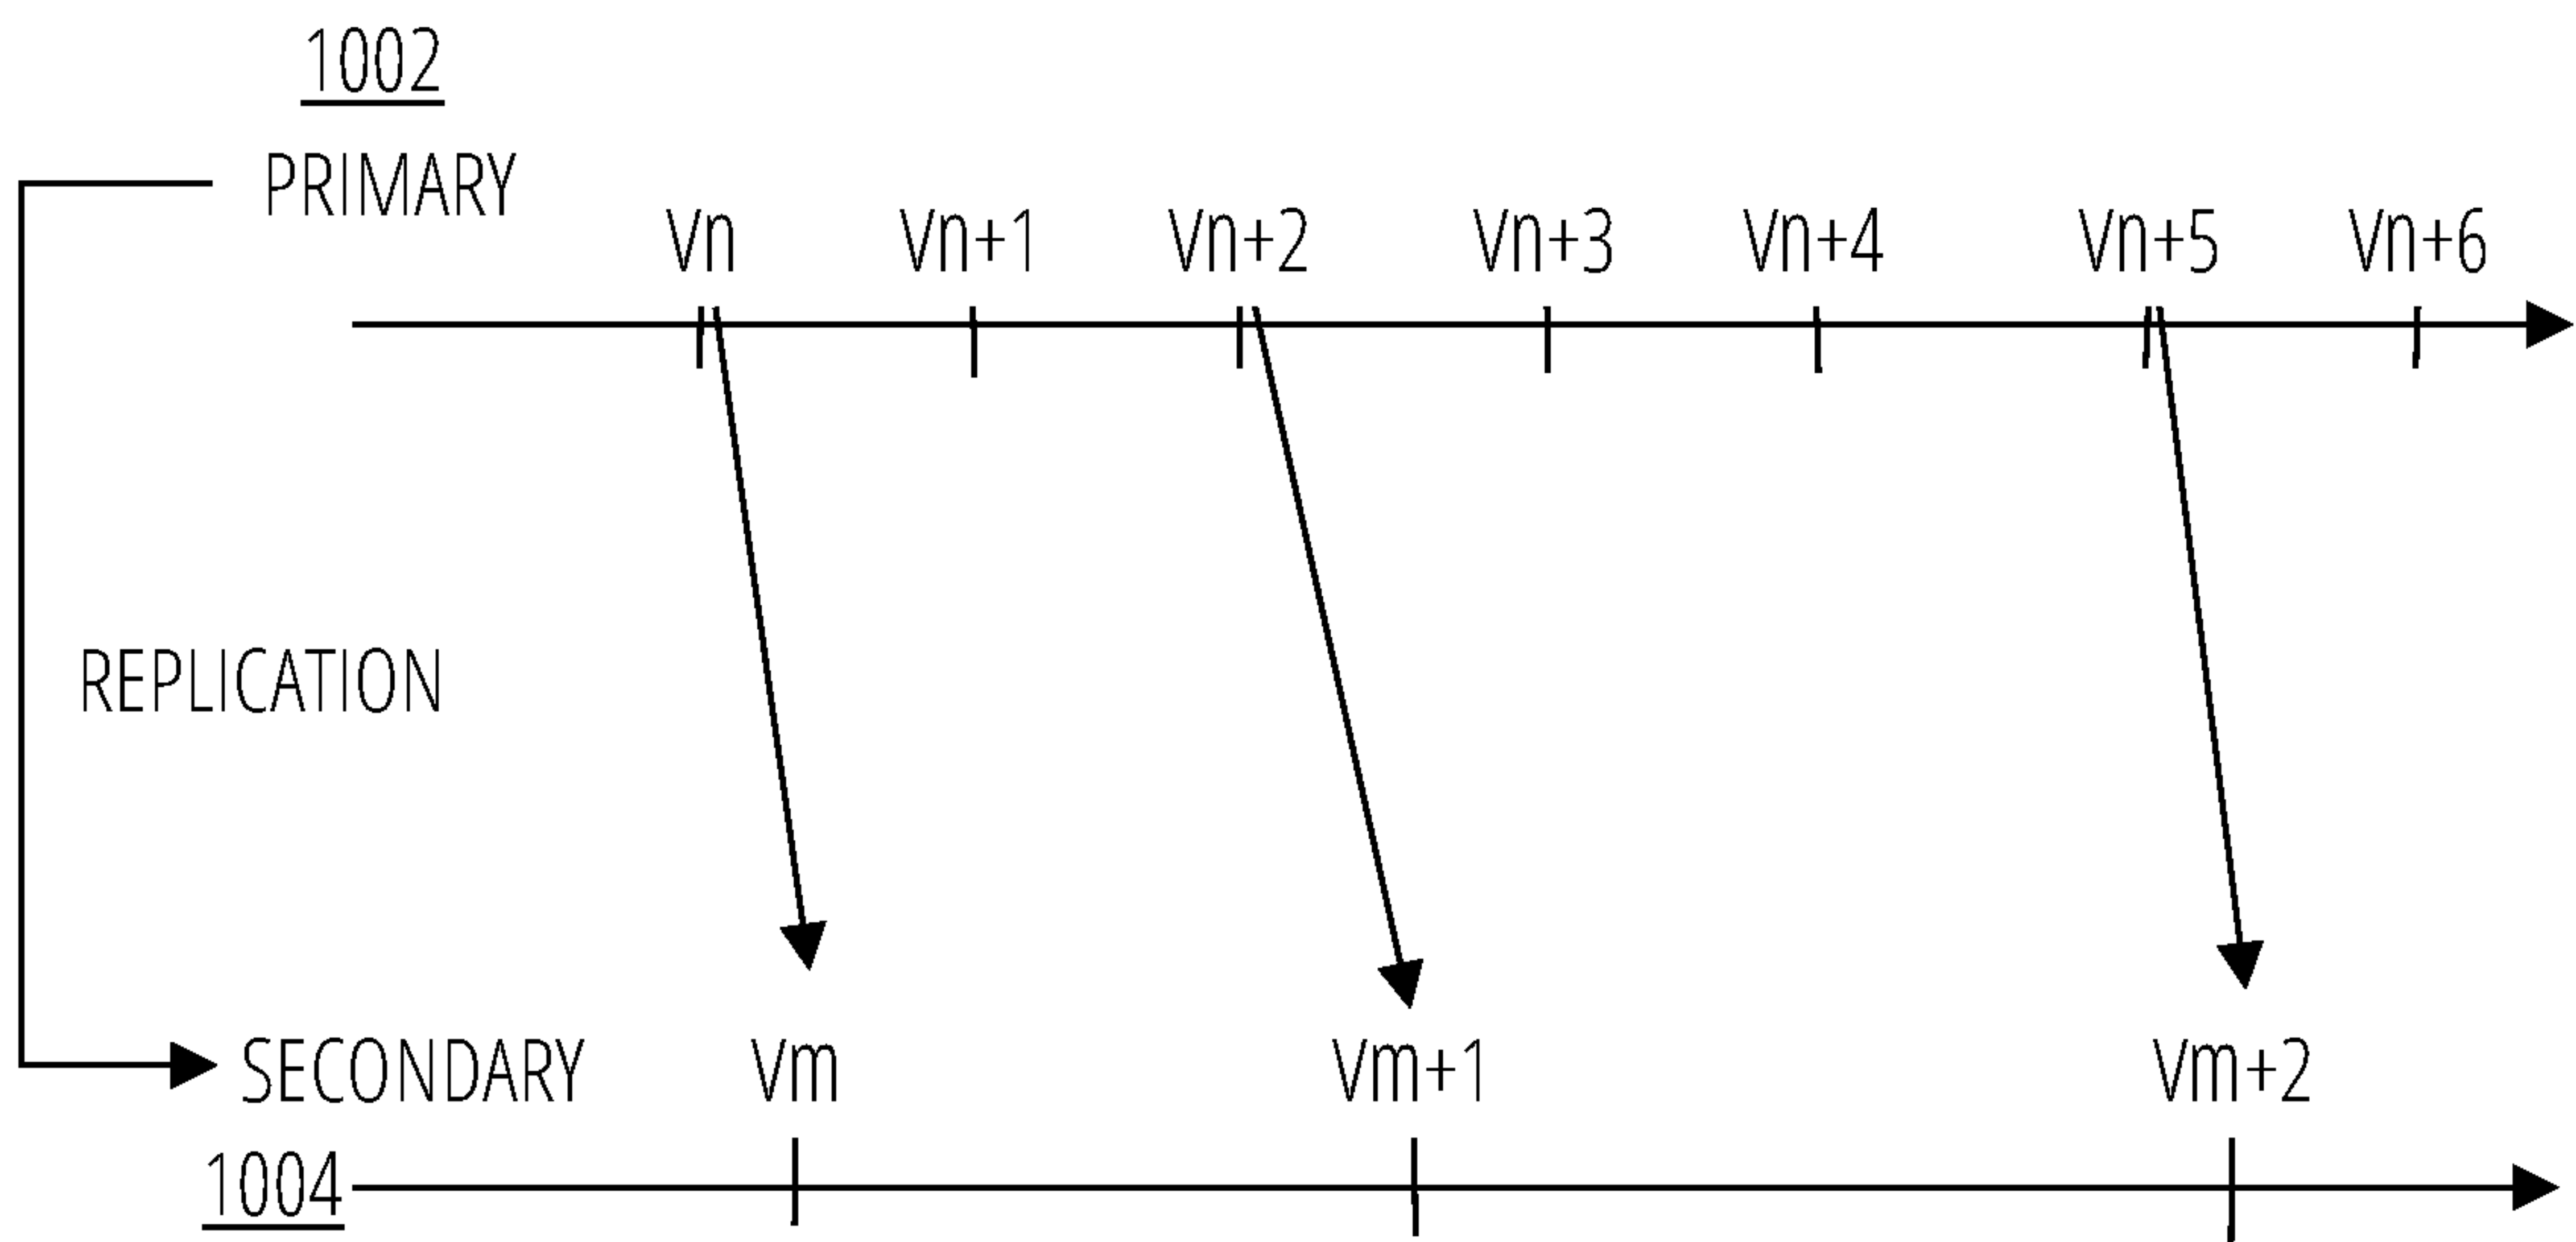 1002
PRIMARY
Vn Vn+1 Vn+2 Vn+3 Vn+4 Vn+5 Vn+6
REPLICATION
SECONDARY Vm Vm+1 Vm+2
1004